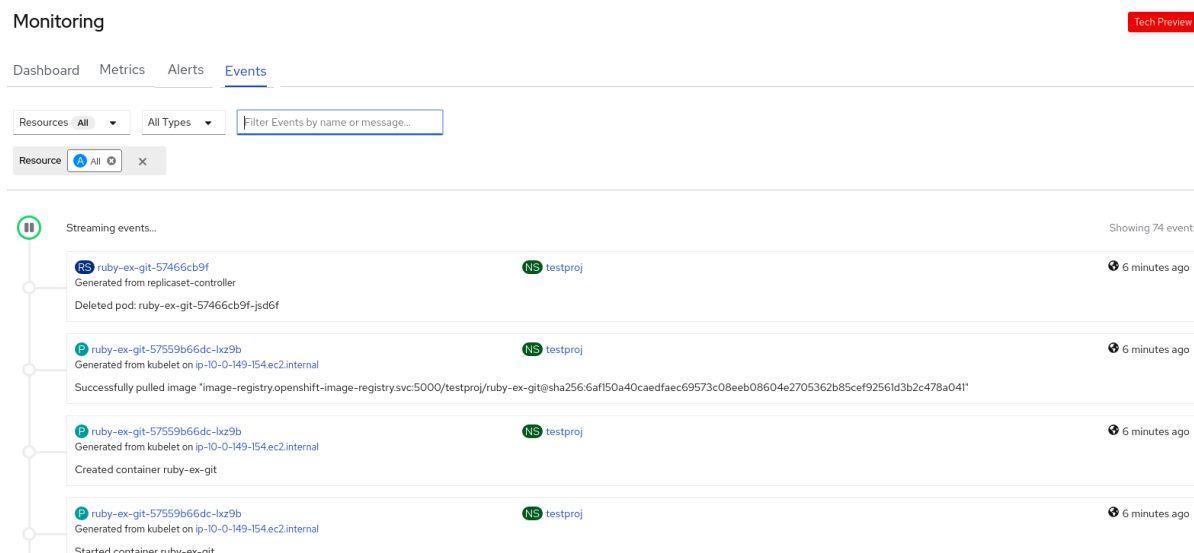 Monitoring
Tech Preview
Dashboard Metrics Alerts Events
Resources All All Types Filter Events by name or message...
Resource A All
Streaming events... Showing 74 events
RS ruby-ex-git-57466cb9f NS testproj 6 minutes ago
Generated from replicaset-controller
Deleted pod: ruby-ex-git-57466cb9f-jsd6f
P ruby-ex-git-57559b66dc-lxz9b NS testproj 6 minutes ago
Generated from kubelet on ip-10-0-149-154.ec2.internal
Successfully pulled image "image-registry.openshift-image-registry.svc:5000/testproj/ruby-ex-git@sha256:6af150a40caedfaec69573c08eeb08604e2705362b85cef92561d3b2c478a041"
P ruby-ex-git-57559b66dc-lxz9b NS testproj 6 minutes ago
Generated from kubelet on ip-10-0-149-154.ec2.internal
Created container ruby-ex-git
P ruby-ex-git-57559b66dc-lxz9b NS testproj 6 minutes ago
Generated from kubelet on ip-10-0-149-154.ec2.internal
Started container ruby-ex-git